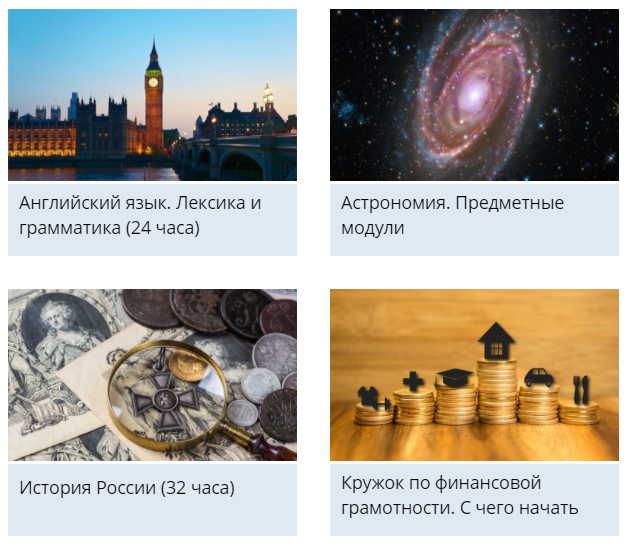 Английский язык. Лексика и
грамматика (24 часа)
Астрономия. Предметные
модули
История России (32 часа)
Кружок по финансовой
грамотности. С чего начать